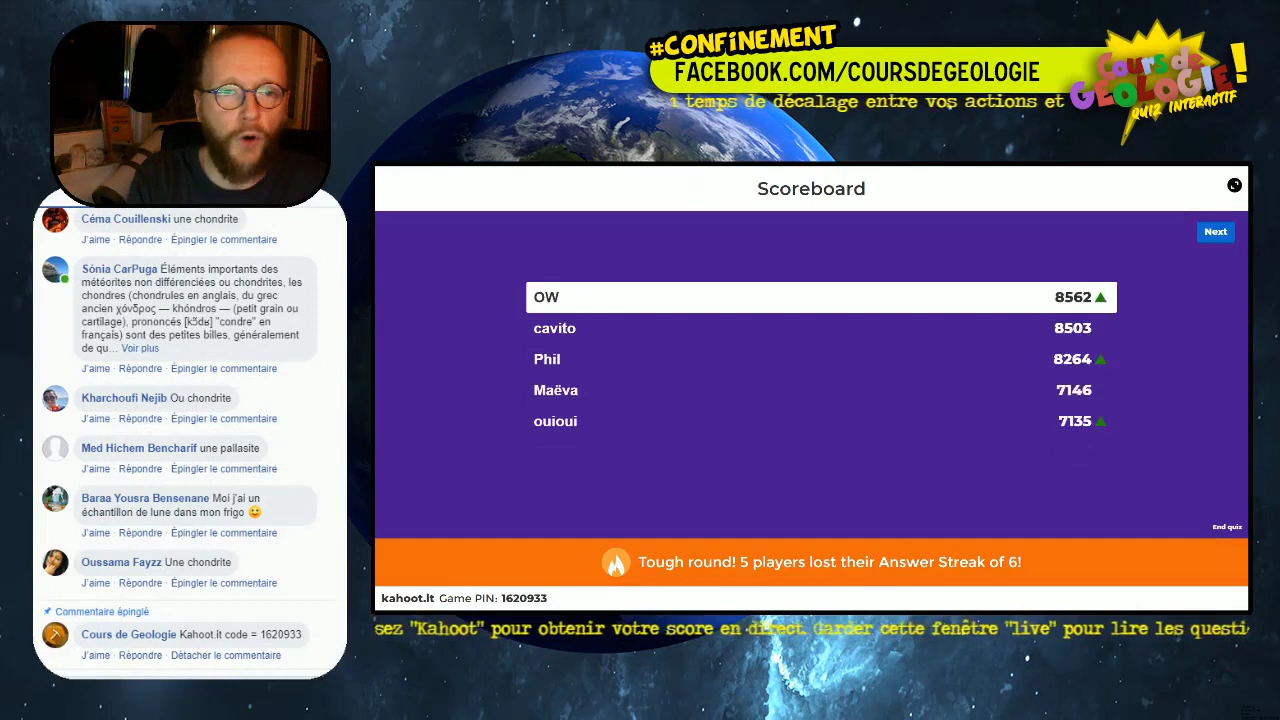 #CONFINEMENT
FACEBOOK.COM/COURSDEGEOLOGIE
temps de décalage entre vos actions et
Cours de
GEOLOGIE!
QUIZ INTERACTIF
Scoreboard
Next
OW 8562
cavito 8503
Phil 8264
Maëva 7146
ouioui 7135
End quiz
Tough round! 5 players lost their Answer Streak of 6!
kahoot.it Game PIN: 1620933
sez "Kahoot" pour obtenir votre score en direct. Garder cette fenêtre "live" pour lire les questi
Céma Couillenski une chondrite
J'aime · Répondre · Épingler le commentaire
Sónia CarPuga Éléments importants des
météorites non différenciées ou chondrites, les
chondres (chondrules en anglais, du grec
ancien χόνδρος — khóndros — (petit grain ou
cartilage), prononcés [kɔ̃dʁ] "condre" en
français) sont des petites billes, généralement
de qu... Voir plus
J'aime · Répondre · Épingler le commentaire
Kharchoufi Nejib Ou chondrite
J'aime · Répondre · Épingler le commentaire
Med Hichem Bencharif une pallasite
J'aime · Répondre · Épingler le commentaire
Baraa Yousra Bensenane Moi j'ai un
échantillon de lune dans mon frigo 😉
J'aime · Répondre · Épingler le commentaire
Oussama Fayzz Une chondrite
J'aime · Répondre · Épingler le commentaire
Commentaire épinglé
Cours de Geologie Kahoot.it code = 1620933
J'aime · Répondre · Détacher le commentaire